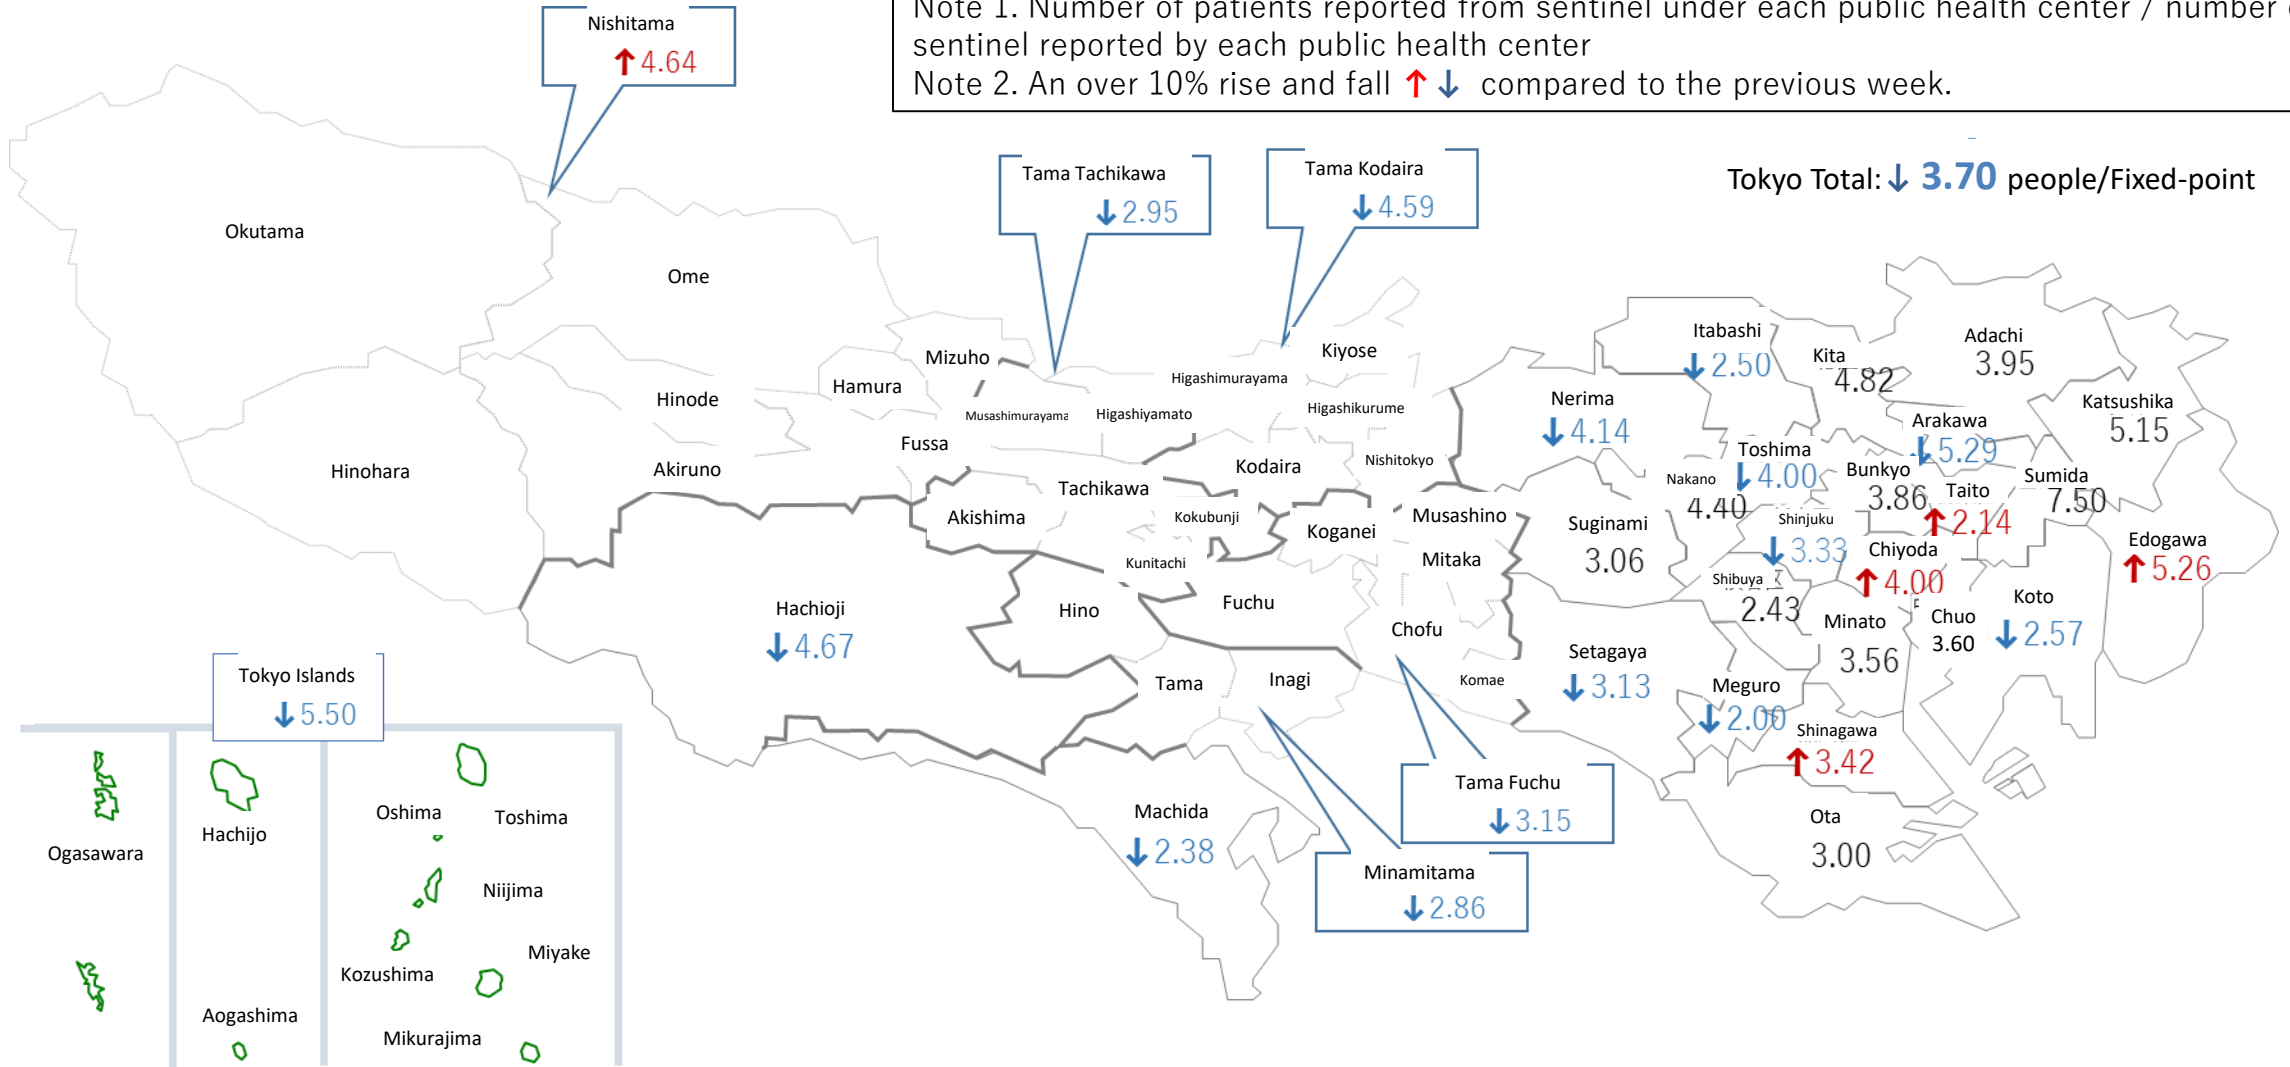 Note 1. Number of patients reported from sentinel under each public health center / number
sentinel reported by each public health center
Note 2. An over 10% rise and fall ↑↓ compared to the previous week.
Nishitama
↑4.64
Tama Tachikawa
↓2.95
Tama Kodaira
↓4.59
Tokyo Total:↓ 3.70 people/Fixed-point
Okutama
Ome
Mizuho
Hamura
Hinode
Fussa
Akiruno
Hinohara
Musashimurayama
Higashiyamato
Higashimurayama
Kiyose
Higashikurume
Nishitokyo
Kodaira
Tachikawa
Akishima
Kokubunji
Koganei
Musashino
Mitaka
Kunitachi
Hino
Fuchu
Chofu
Komae
Tama
Inagi
Hachioji
↓4.67
Itabashi
↓2.50
Kita
4.82
Adachi
3.95
Nerima
↓4.14
Katsushika
5.15
Arakawa
↓5.29
Toshima
↓4.00
Nakano
4.40
Bunkyo
3.86
Taito
↑2.14
Sumida
7.50
Suginami
3.06
Shinjuku
↓3.33
Chiyoda
↑4.00
Edogawa
↑5.26
Shibuya
2.43
Minato
3.56
Chuo
3.60
Koto
↓2.57
Setagaya
↓3.13
Meguro
↓2.00
Shinagawa
↑3.42
Ota
3.00
Tama Fuchu
↓3.15
Minamitama
↓2.86
Machida
↓2.38
Tokyo Islands
↓5.50
Ogasawara
Hachijo
Aogashima
Oshima
Toshima
Niijima
Kozushima
Miyake
Mikurajima